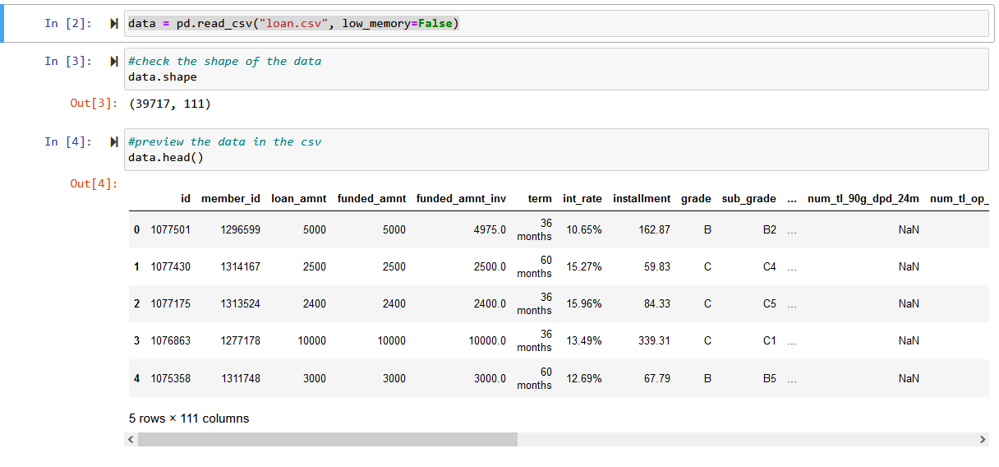 In [2]: data = pd.read_csv("loan.csv", low_memory=False)
In [3]: #check the shape of the data
data.shape
Out[3]: (39717, 111)
In [4]: #preview the data in the csv
data.head()
Out[4]:
id member_id loan_amnt funded_amnt funded_amnt_inv term int_rate installment grade sub_grade ... num_tl_90g_dpd_24m num_tl_op_
0 1077501 1296599 5000 5000 4975.0 36 months 10.65% 162.87 B B2 ... NaN
1 1077430 1314167 2500 2500 2500.0 60 months 15.27% 59.83 C C4 ... NaN
2 1077175 1313524 2400 2400 2400.0 36 months 15.96% 84.33 C C5 ... NaN
3 1076863 1277178 10000 10000 10000.0 36 months 13.49% 339.31 C C1 ... NaN
4 1075358 1311748 3000 3000 3000.0 60 months 12.69% 67.79 B B5 ... NaN
5 rows × 111 columns